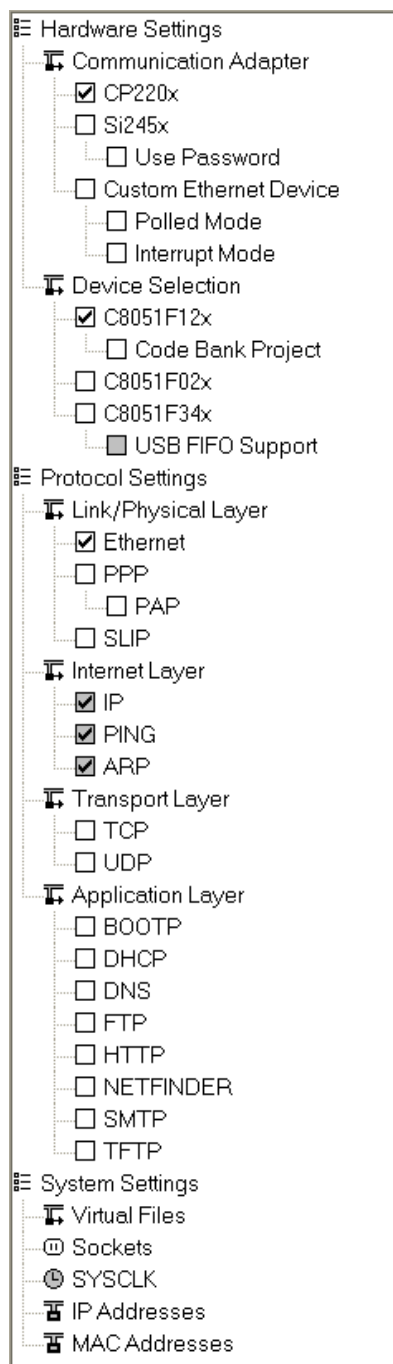 Hardware Settings
Communication Adapter
CP220x
Si245x
Use Password
Custom Ethernet Device
Polled Mode
Interrupt Mode
Device Selection
C8051F12x
Code Bank Project
C8051F02x
C8051F34x
USB FIFO Support
Protocol Settings
Link/Physical Layer
Ethernet
PPP
PAP
SLIP
Internet Layer
IP
PING
ARP
Transport Layer
TCP
UDP
Application Layer
BOOTP
DHCP
DNS
FTP
HTTP
NETFINDER
SMTP
TFTP
System Settings
Virtual Files
Sockets
SYSCLK
IP Addresses
MAC Addresses